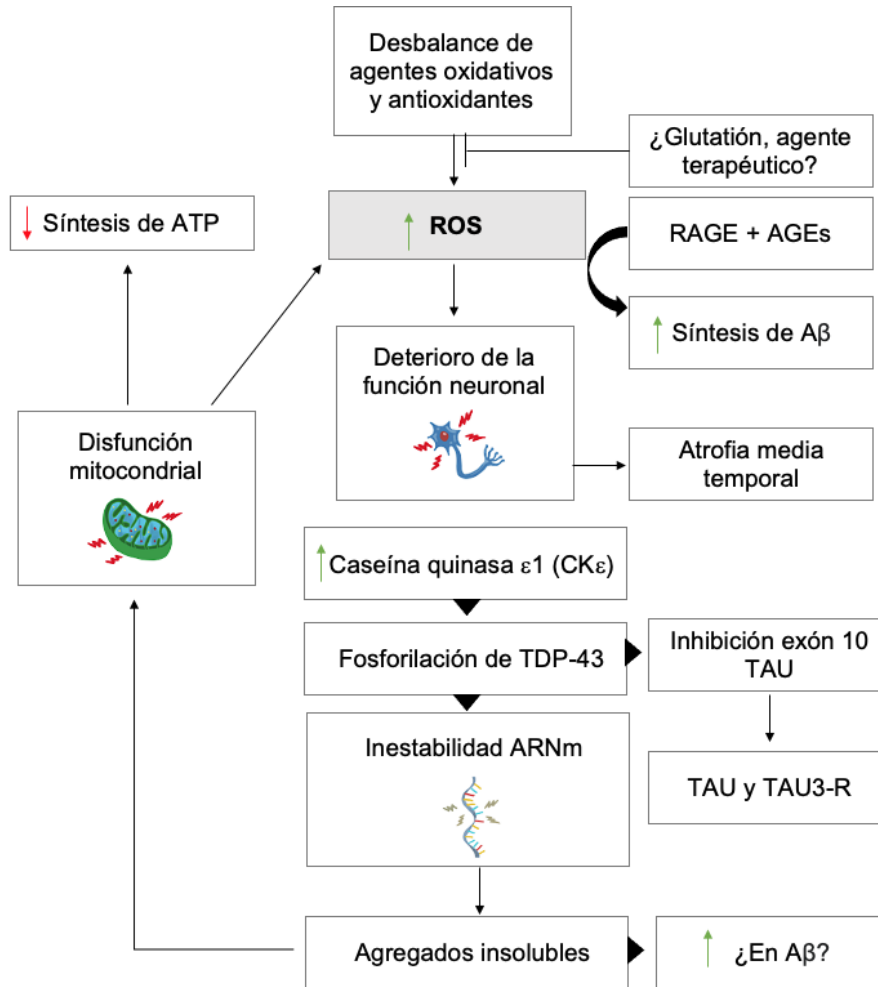 Desbalance de
agentes oxidativos
y antioxidantes
¿Glutatión, agente
terapéutico?
Síntesis de ATP
ROS
RAGE + AGEs
Síntesis de Aβ
Deterioro de la
función neuronal
Disfunción
mitocondrial
Atrofia media
temporal
Caseína quinasa ε1 (CKε)
Fosforilación de TDP-43
Inhibición exón 10
TAU
Inestabilidad ARNm
TAU y TAU3-R
Agregados insolubles
¿En Aβ?